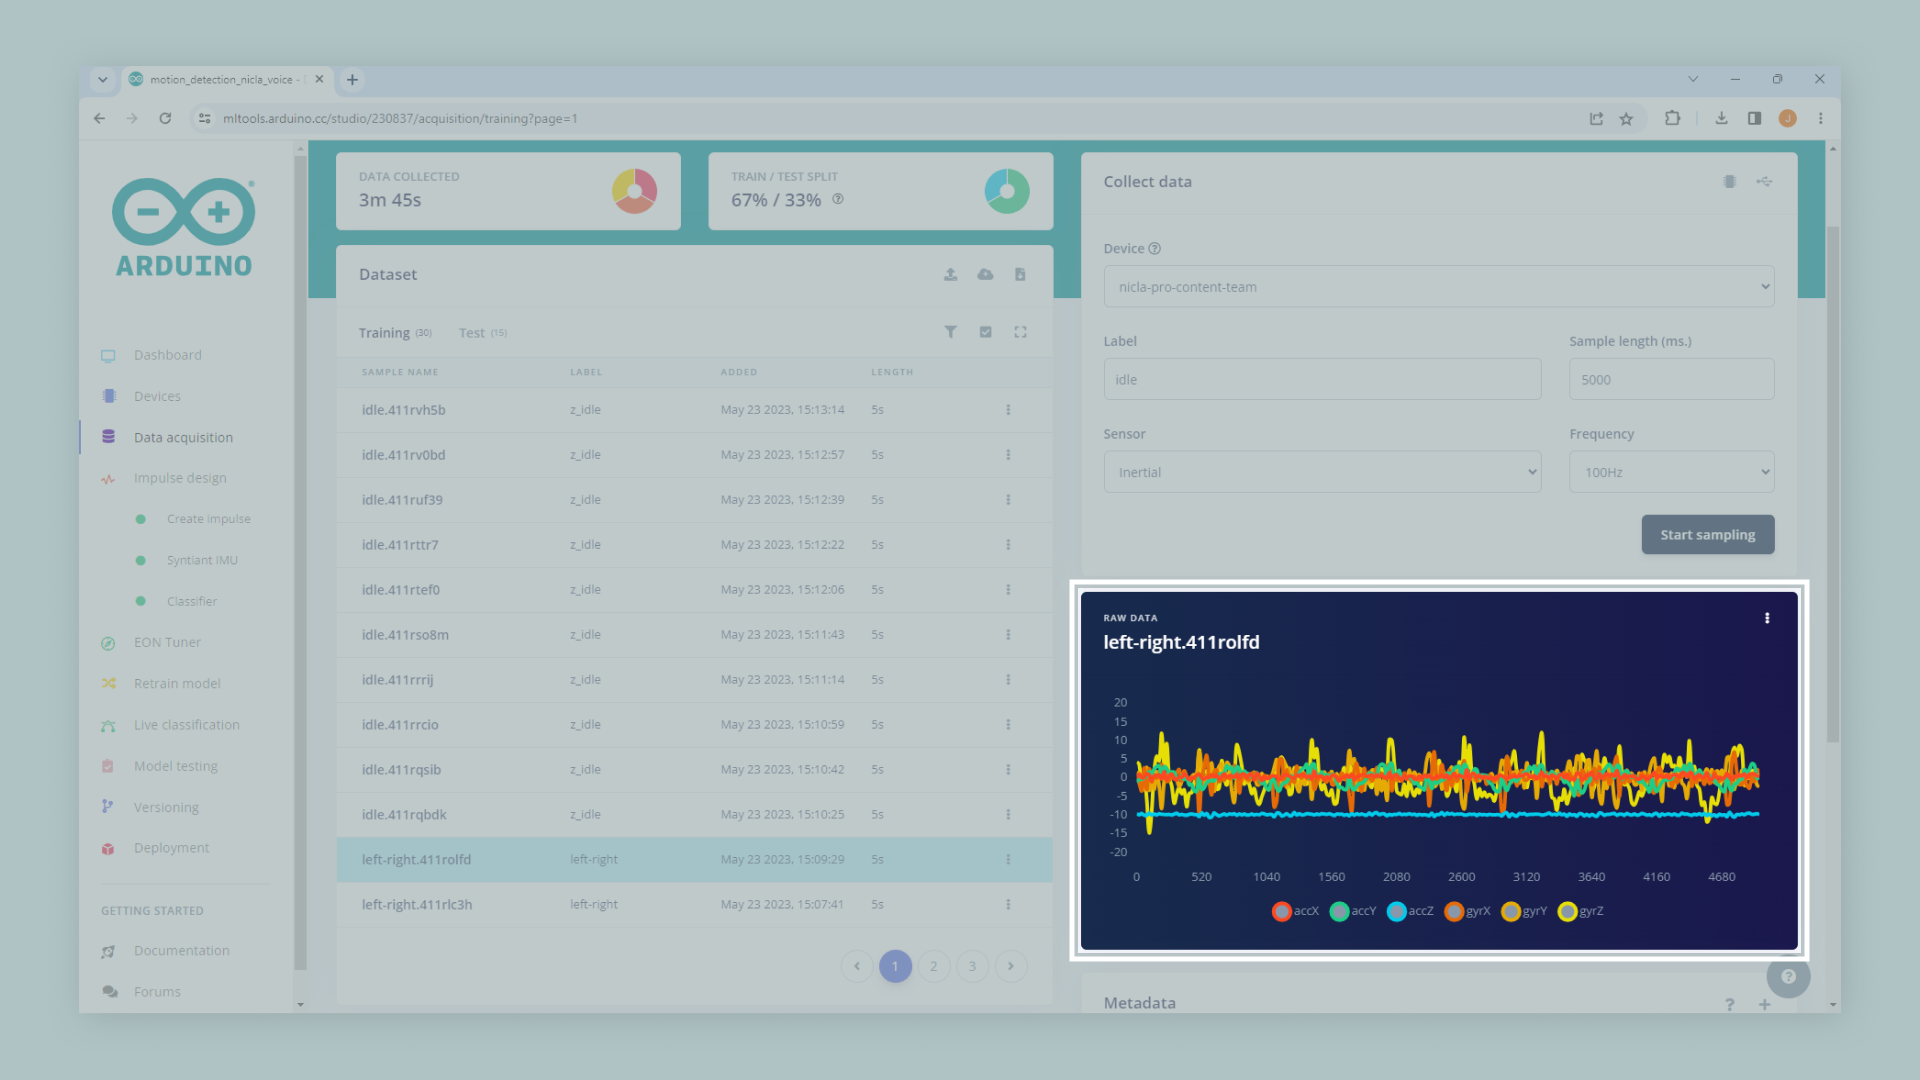 motion_detection_nicla_voice -
mltools.arduino.cc/studio/230837/acquisition/training?page=1
J
ARDUINO
Dashboard
Devices
Data acquisition
Impulse design
Create impulse
Syntiant IMU
Classifier
EON Tuner
Retrain model
Live classification
Model testing
Versioning
Deployment
GETTING STARTED
Documentation
Forums
DATA COLLECTED
3m 45s
TRAIN / TEST SPLIT
67% / 33%
Dataset
Training (30) Test (15)
SAMPLE NAME LABEL ADDED LENGTH
idle.411rvh5b z_idle May 23 2023, 15:13:14 5s
idle.411rv0bd z_idle May 23 2023, 15:12:57 5s
idle.411ruf39 z_idle May 23 2023, 15:12:39 5s
idle.411rttr7 z_idle May 23 2023, 15:12:22 5s
idle.411rtef0 z_idle May 23 2023, 15:12:06 5s
idle.411rso8m z_idle May 23 2023, 15:11:43 5s
idle.411rrrij z_idle May 23 2023, 15:11:14 5s
idle.411rrcio z_idle May 23 2023, 15:10:59 5s
idle.411rqsib z_idle May 23 2023, 15:10:42 5s
idle.411rqbdk z_idle May 23 2023, 15:10:25 5s
left-right.411rolfd left-right May 23 2023, 15:09:29 5s
left-right.411rlc3h left-right May 23 2023, 15:07:41 5s
1 2 3
Collect data
Device
nicla-pro-content-team
Label Sample length (ms.)
idle 5000
Sensor Frequency
Inertial 100Hz
Start sampling
RAW DATA
left-right.411rolfd
20
15
10
5
0
-5
-10
-15
-20
0 520 1040 1560 2080 2600 3120 3640 4160 4680
accX accY accZ gyrX gyrY gyrZ
Metadata